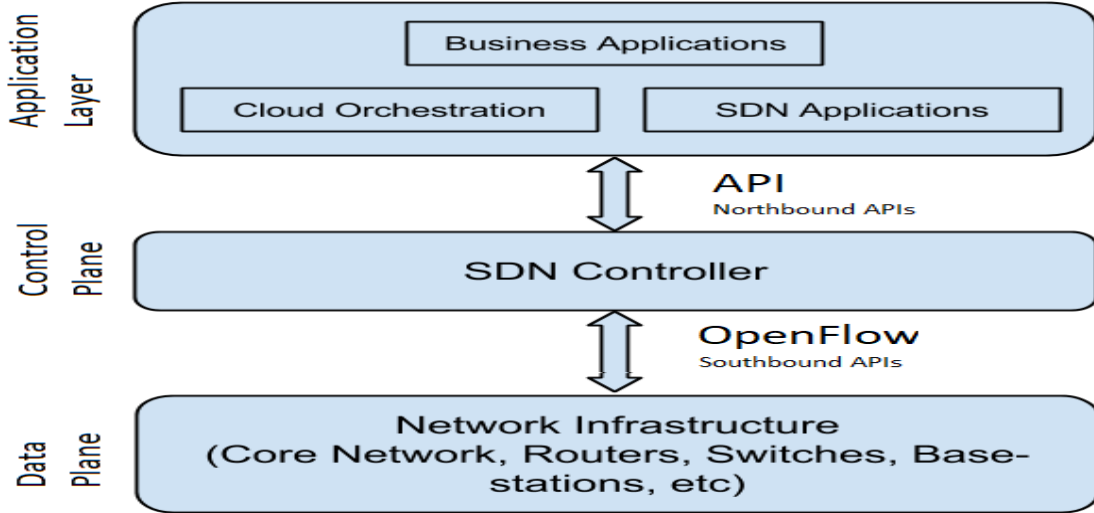 Application
Layer
Business Applications
Cloud Orchestration
SDN Applications
API
Northbound APIs
Control
Plane
SDN Controller
OpenFlow
Southbound APIs
Data
Plane
Network Infrastructure
(Core Network, Routers, Switches, Base-
stations, etc)